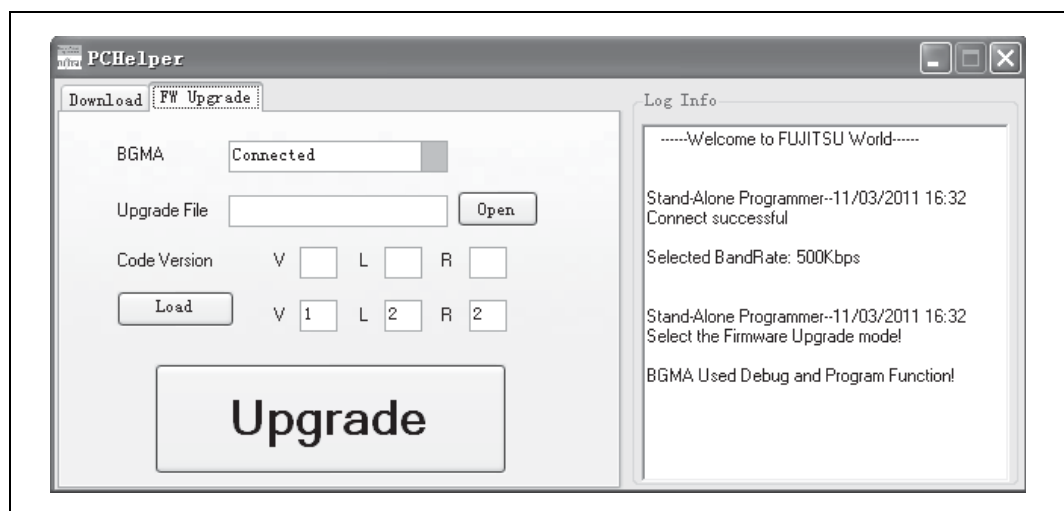 PCHelper
Download FW Upgrade
BGMA Connected
Upgrade File Open
Code Version V L R
Load V 1 L 2 R 2
Upgrade
Log Info
------Welcome to FUJITSU World------
Stand-Alone Programmer--11/03/2011 16:32
Connect successful
Selected BandRate: 500Kbps
Stand-Alone Programmer--11/03/2011 16:32
Select the Firmware Upgrade mode!
BGMA Used Debug and Program Function!